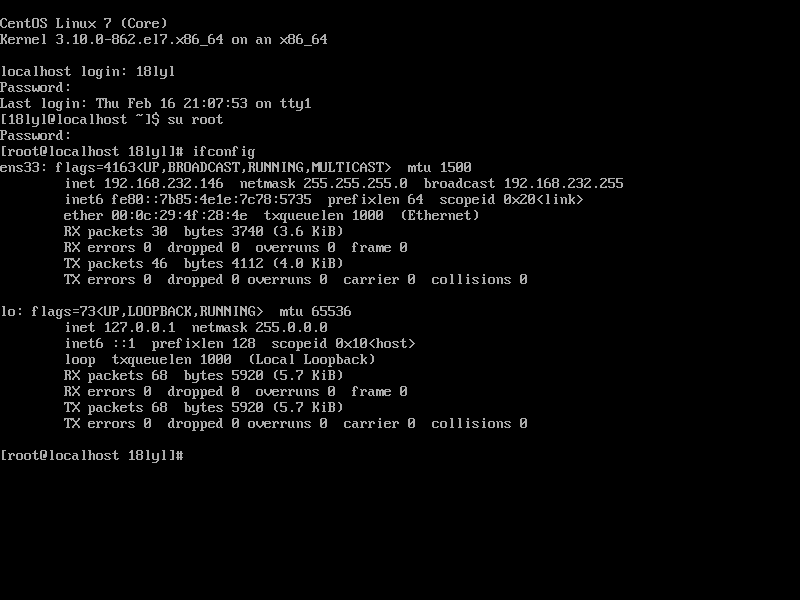 CentOS Linux 7 (Core)
Kernel 3.10.0-862.el7.x86_64 on an x86_64
localhost login: 18lyl
Password:
Last login: Thu Feb 16 21:07:53 on tty1
[18lyl@localhost ~]$ su root
Password:
[root@localhost 18lyl]# ifconfig
ens33: flags=4163<UP,BROADCAST,RUNNING,MULTICAST>  mtu 1500
        inet 192.168.232.146  netmask 255.255.255.0  broadcast 192.168.232.255
        inet6 fe80::7b85:4e1e:7c78:5735  prefixlen 64  scopeid 0x20<link>
        ether 00:0c:29:4f:28:4e  txqueuelen 1000  (Ethernet)
        RX packets 30  bytes 3740 (3.6 KiB)
        RX errors 0  dropped 0  overruns 0  frame 0
        TX packets 46  bytes 4112 (4.0 KiB)
        TX errors 0  dropped 0 overruns 0  carrier 0  collisions 0
lo: flags=73<UP,LOOPBACK,RUNNING>  mtu 65536
        inet 127.0.0.1  netmask 255.0.0.0
        inet6 ::1  prefixlen 128  scopeid 0x10<host>
        loop  txqueuelen 1000  (Local Loopback)
        RX packets 68  bytes 5920 (5.7 KiB)
        RX errors 0  dropped 0  overruns 0  frame 0
        TX packets 68  bytes 5920 (5.7 KiB)
        TX errors 0  dropped 0 overruns 0  carrier 0  collisions 0
[root@localhost 18lyl]#